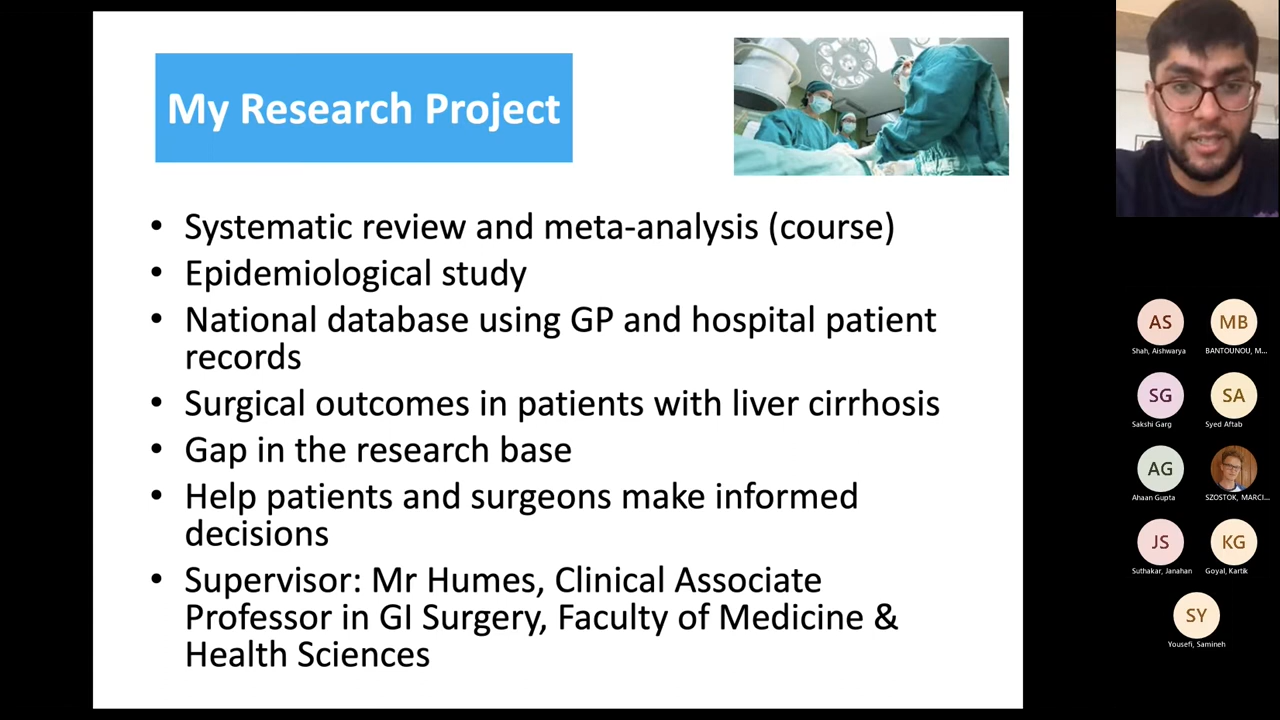 My Research Project
• Systematic review and meta-analysis (course)
• Epidemiological study
• National database using GP and hospital patient
records
• Surgical outcomes in patients with liver cirrhosis
• Gap in the research base
• Help patients and surgeons make informed
decisions
• Supervisor: Mr Humes, Clinical Associate
Professor in GI Surgery, Faculty of Medicine &
Health Sciences
AS
Shah, Aishwarya
MB
BANTOUNOU, M...
SG
Sakshi Garg
SA
Syed Aftab
AG
Ahaan Gupta
SZOSTOK, MARCI...
JS
Suthakar, Janahan
KG
Goyal, Kartik
SY
Yousefi, Samineh